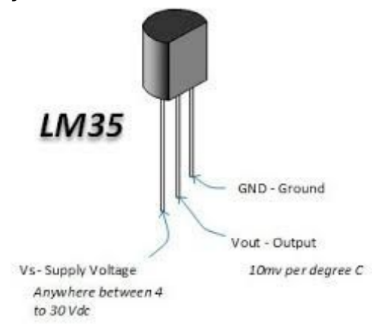 LM35
GND - Ground
Vout - Output
10mv per degree C
Vs- Supply Voltage
Anywhere between 4
to 30 Vdc